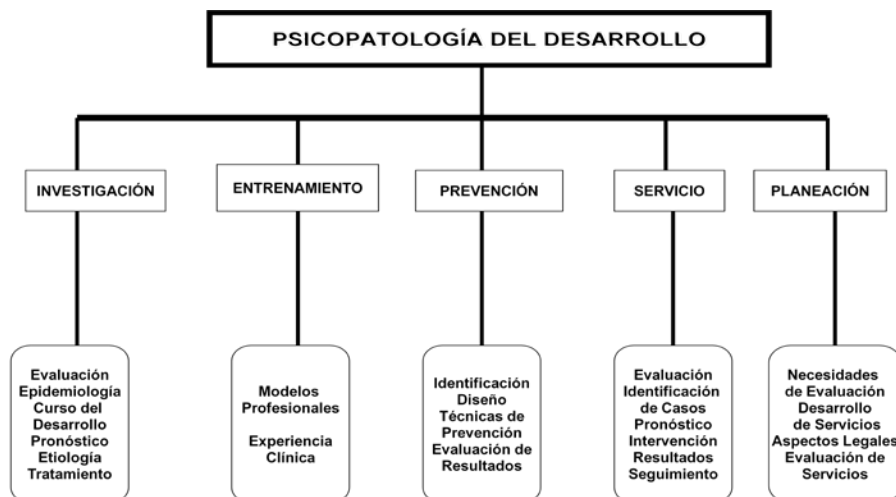 PSICOPATOLOGÍA DEL DESARROLLO
INVESTIGACIÓN
ENTRENAMIENTO
PREVENCIÓN
SERVICIO
PLANEACIÓN
Evaluación
Epidemiología
Curso del
Desarrollo
Pronóstico
Etiología
Tratamiento
Modelos
Profesionales
Experiencia
Clínica
Identificación
Diseño
Técnicas de
Prevención
Evaluación de
Resultados
Evaluación
Identificación
de Casos
Pronóstico
Intervención
Resultados
Seguimiento
Necesidades
de Evaluación
Desarrollo
de Servicios
Aspectos Legales
Evaluación de
Servicios